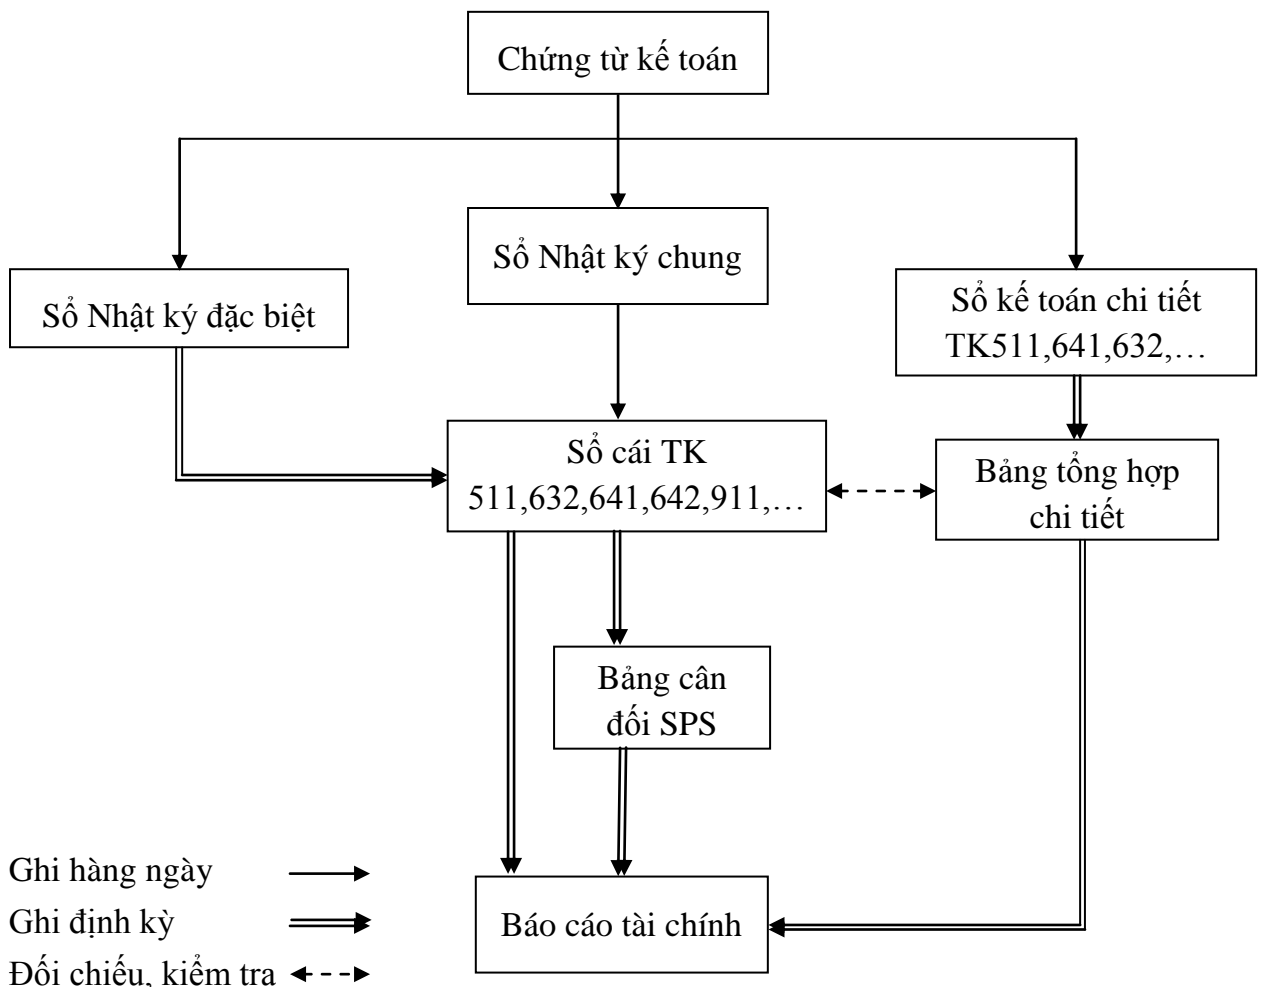 Chứng từ kế toán
Sổ Nhật ký chung
Sổ Nhật ký đặc biệt
Sổ kế toán chi tiết
TK511,641,632,…
Sổ cái TK
511,632,641,642,911,…
Bảng tổng hợp
chi tiết
Bảng cân
đối SPS
Báo cáo tài chính
Ghi hàng ngày
Ghi định kỳ
Đối chiếu, kiểm tra